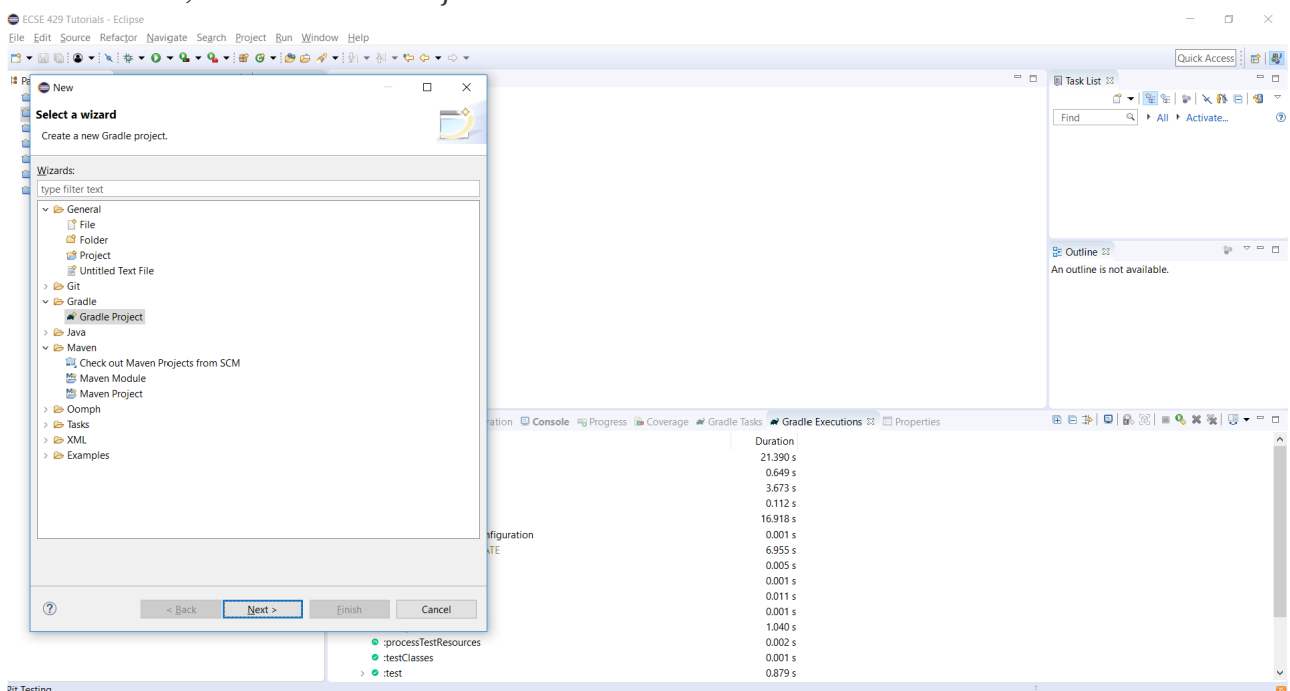 ECSE 429 Tutorials - Eclipse
File Edit Source Refactor Navigate Search Project Run Window Help
Quick Access
New
Select a wizard
Create a new Gradle project.
Wizards:
type filter text
General
File
Folder
Project
Untitled Text File
Git
Gradle
Gradle Project
Java
Maven
Check out Maven Projects from SCM
Maven Module
Maven Project
Oomph
Tasks
XML
Examples
< Back Next > Finish Cancel
Task List
Find All Activate...
Outline
An outline is not available.
Console Progress Coverage Gradle Tasks Gradle Executions Properties
Duration
21.390 s
0.649 s
3.673 s
0.112 s
16.918 s
0.001 s
6.955 s
0.005 s
0.001 s
0.011 s
0.001 s
1.040 s
:processTestResources 0.002 s
:testClasses 0.001 s
:test 0.879 s
Pit Testing